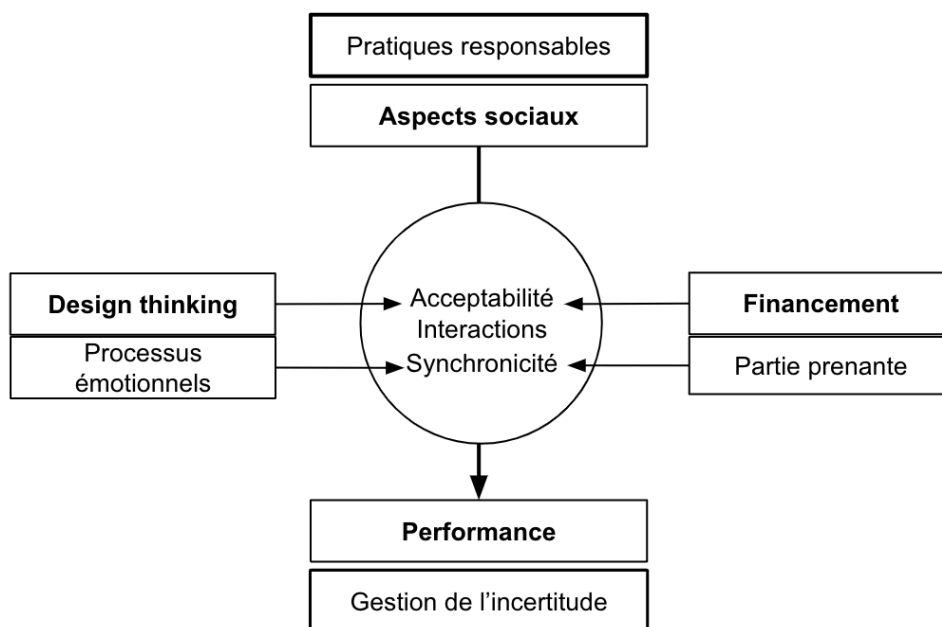 Pratiques responsables
Aspects sociaux
Design thinking
Processus
émotionnels
Acceptabilité
Interactions
Synchronicité
Financement
Partie prenante
Performance
Gestion de l’incertitude